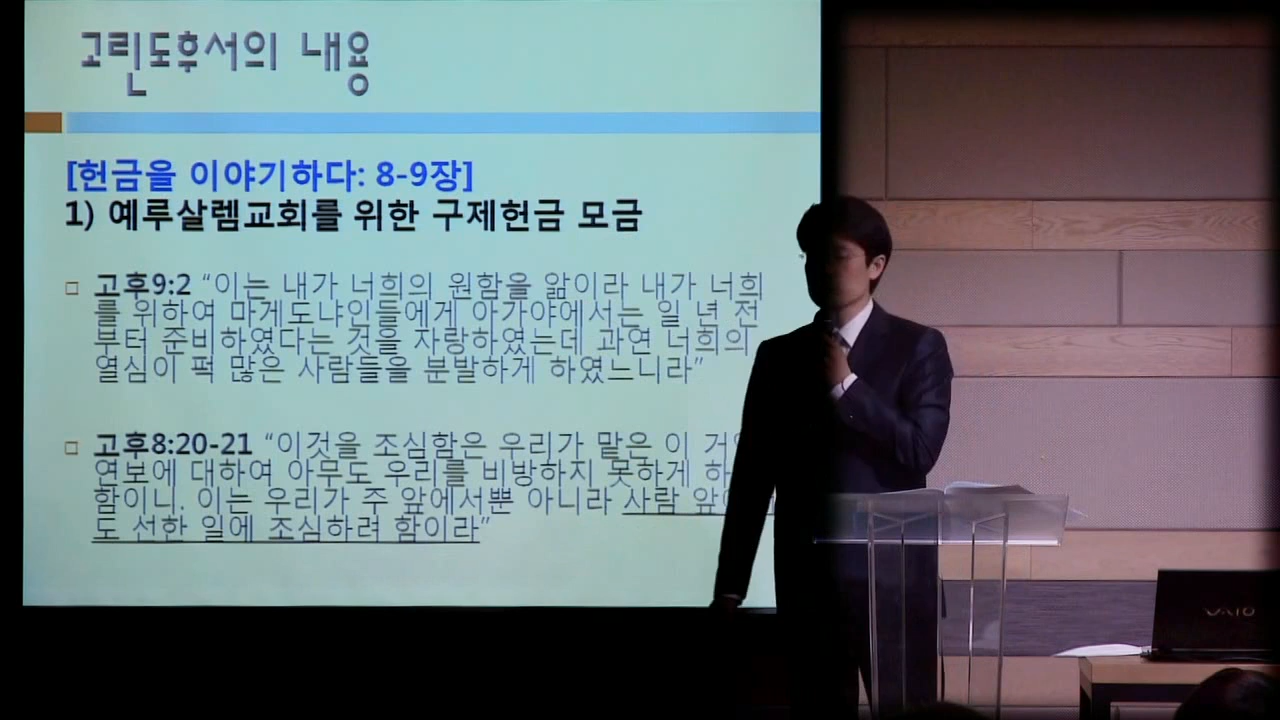 고린도후서의 내용
[헌금을 이야기하다: 8-9장]
1) 예루살렘교회를 위한 구제헌금 모금
고후9:2 “이는 내가 너희의 원함을 앎이라 내가 너희
를 위하여 마게도냐인들에게 아가야에서는 일 년 전
부터 준비하였다는 것을 자랑하였는데 과연 너희의
열심이 퍽 많은 사람들을 분발하게 하였느니라”
고후8:20-21 “이것을 조심함은 우리가 맡은 이
연보에 대하여 아무도 우리를 비방하지 못하게
함이니. 이는 우리가 주 앞에서뿐 아니라 사람
도 선한 일에 조심하려 함이라”
VAIO